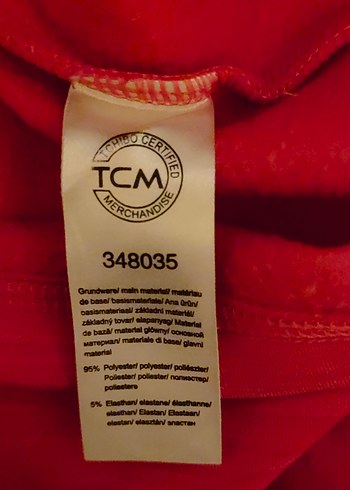 TCHIBO CERTIFIED
TCM
MERCHANDISE
348035
Grundware/ main material/ matériau
de base/ basismateriale/ Ana ürün/
basismateriaal/ základní materiál/
základný tovar/ alapanyag/ Materiał
de bază/ materiał główny/ основной
материал/ materiale di base/ glavni
material
95% Polyester/ polyester/ poliészter/
Poliester/ poliester/ полиэстер/
poliestere
5% Elasthan/ elastane/ élasthanne/
elasthan/ Elastan/ Elastaan/
elastan/ elasztán/ эластан